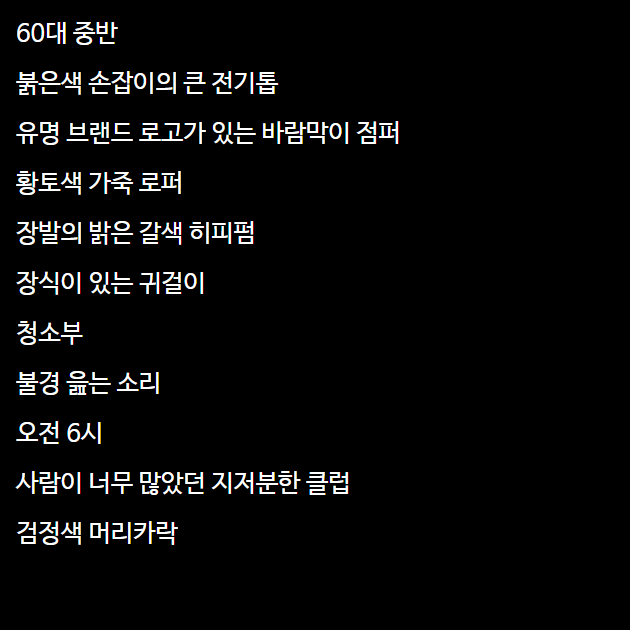 60대 중반
붉은색 손잡이의 큰 전기톱
유명 브랜드 로고가 있는 바람막이 점퍼
황토색 가죽 로퍼
장발의 밝은 갈색 히피펌
장식이 있는 귀걸이
청소부
불경 읊는 소리
오전 6시
사람이 너무 많았던 지저분한 클럽
검정색 머리카락